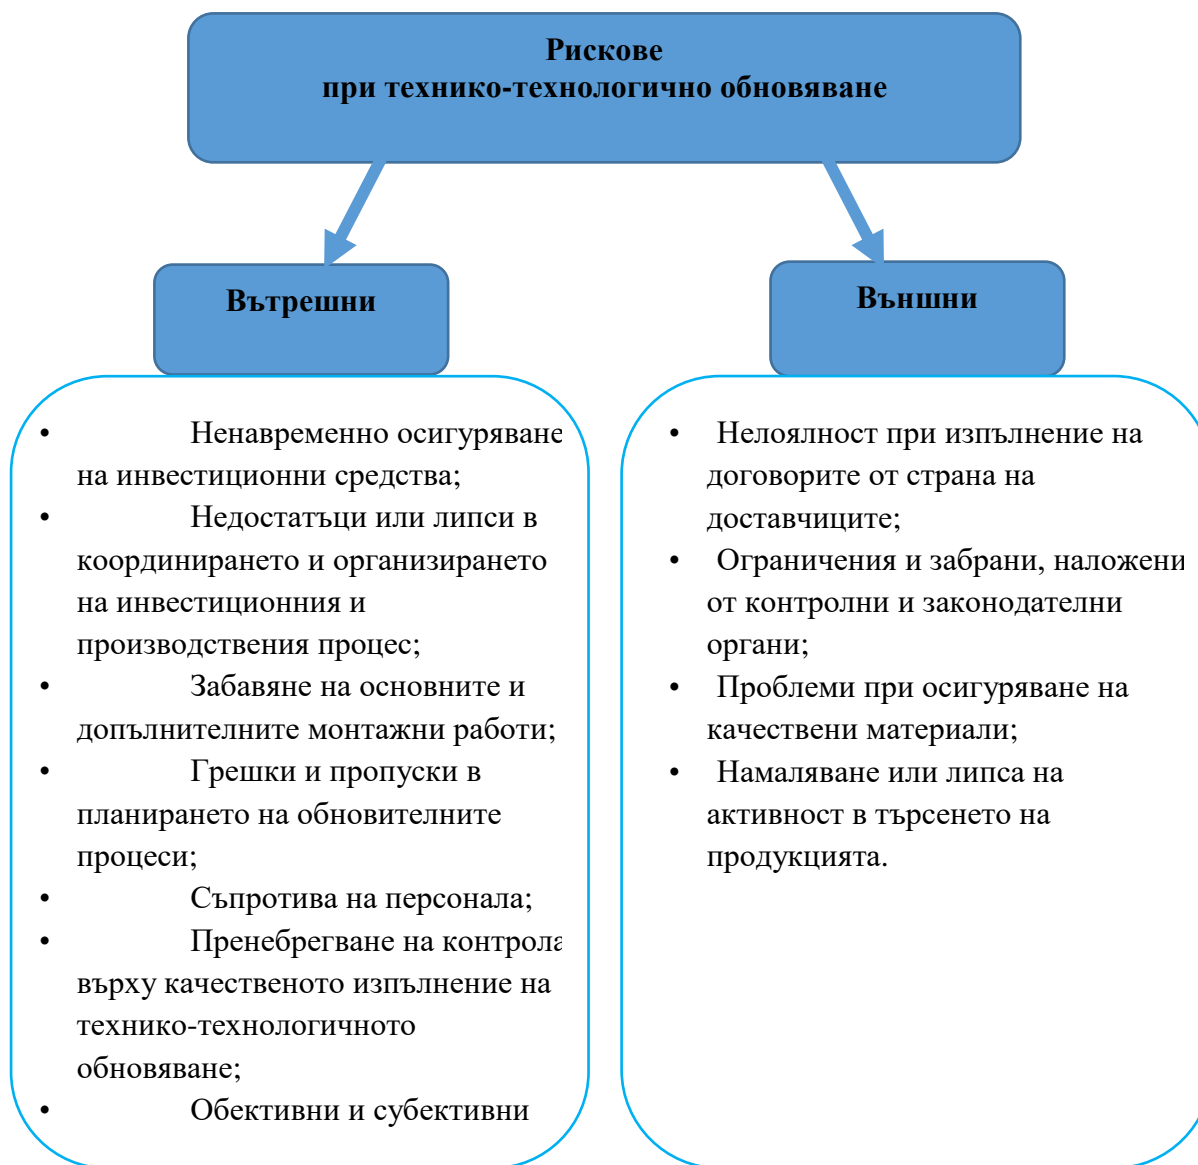 Рискове
при технико-технологично обновяване
Вътрешни
• Ненавременно осигуряване
на инвестиционни средства;
• Недостатъци или липси в
координирането и организирането
на инвестиционния и
производствения процес;
• Забавяне на основните и
допълнителните монтажни работи;
• Грешки и пропуски в
планирането на обновителните
процеси;
• Съпротива на персонала;
• Пренебрегване на контрола
върху качественото изпълнение на
технико-технологичното
обновяване;
• Обективни и субективни
Външни
• Нелоялност при изпълнение на
договорите от страна на
доставчиците;
• Ограничения и забрани, наложени
от контролни и законодателни
органи;
• Проблеми при осигуряване на
качествени материали;
• Намаляване или липса на
активност в търсенето на
продукцията.